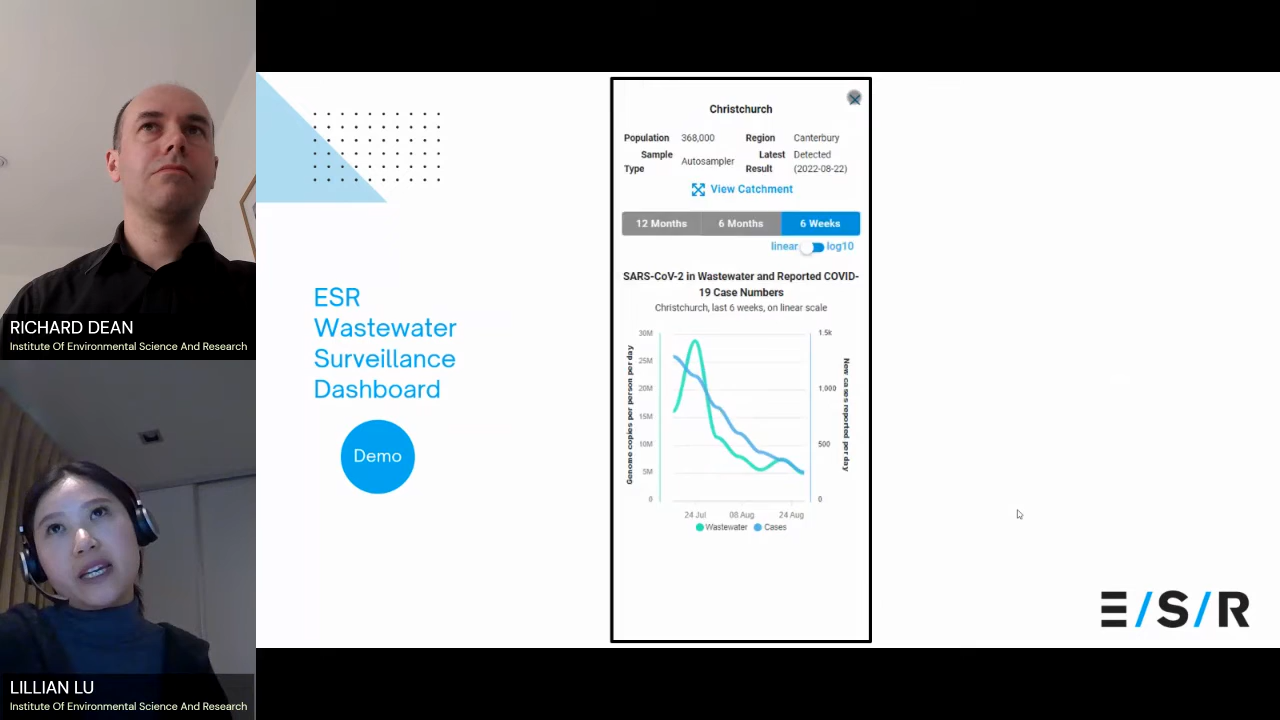 RICHARD DEAN
Institute Of Environmental Science And Research
LILLIAN LU
Institute Of Environmental Science And Research
ESR
Wastewater
Surveillance
Dashboard
Demo
Christchurch
Population 368,000 Region Canterbury
Sample Type Autosampler Latest Result Detected (2022-08-22)
View Catchment
12 Months 6 Months 6 Weeks
linear log10
SARS-CoV-2 in Wastewater and Reported COVID-
19 Case Numbers
Christchurch, last 6 weeks, on linear scale
Genome copies per person per day
30M
25M
20M
15M
10M
5M
0
1.5k
1,000
500
0
New cases reported per day
24 Jul 08 Aug 24 Aug
Wastewater Cases
E/S/R